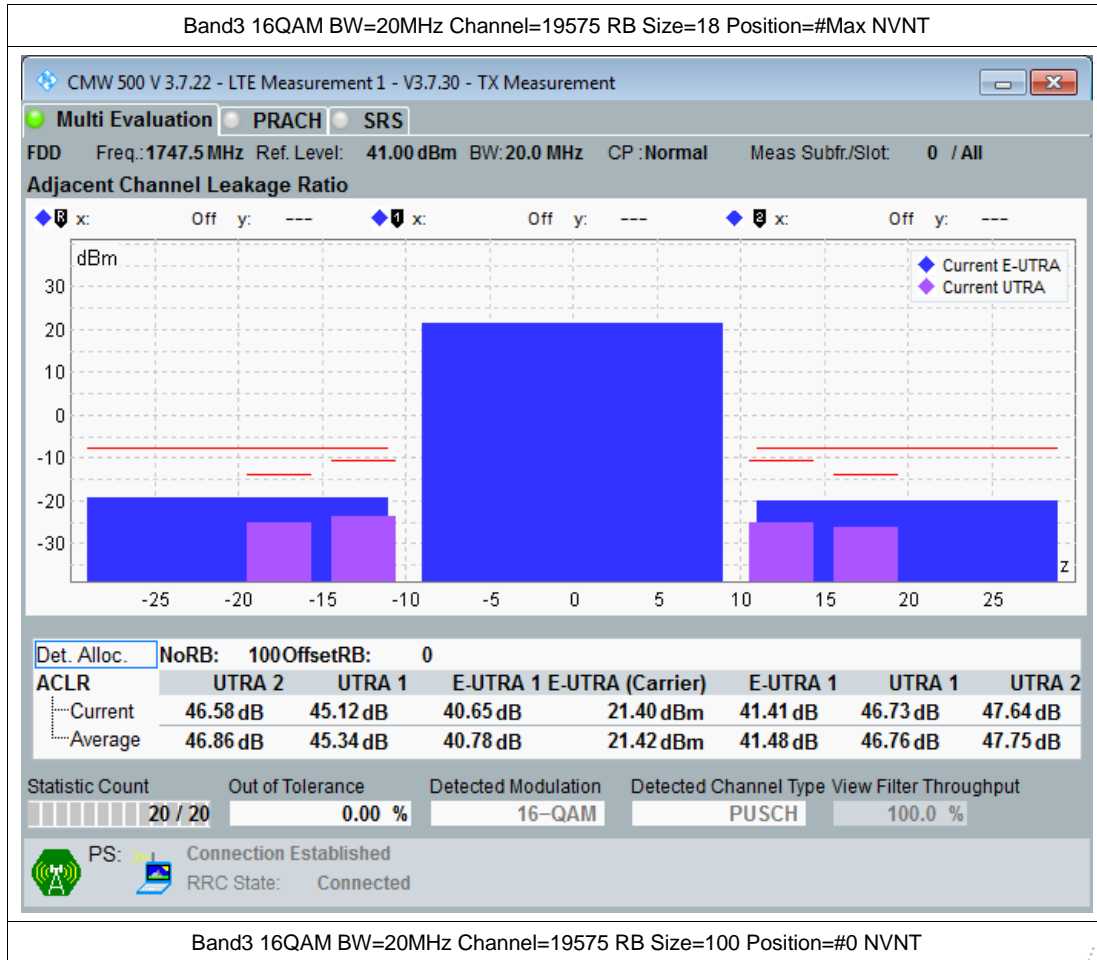 Band3 16QAM BW=20MHz Channel=19575 RB Size=18 Position=#Max NVNT
CMW 500 V 3.7.22 - LTE Measurement 1 - V3.7.30 - TX Measurement
Multi Evaluation PRACH SRS
FDD Freq.:1747.5 MHz Ref. Level: 41.00 dBm BW:20.0 MHz CP :Normal Meas Subfr./Slot: 0 / All
Adjacent Channel Leakage Ratio
R x: Off y: --- 1 x: Off y: --- 2 x: Off y: ---
dBm
Current E-UTRA
Current UTRA
30
20
10
0
-10
-20
-30
z
-25 -20 -15 -10 -5 0 5 10 15 20 25
Det. Alloc. NoRB: 100 OffsetRB: 0
ACLR UTRA 2 UTRA 1 E-UTRA 1 E-UTRA (Carrier) E-UTRA 1 UTRA 1 UTRA 2
Current 46.58 dB 45.12 dB 40.65 dB 21.40 dBm 41.41 dB 46.73 dB 47.64 dB
Average 46.86 dB 45.34 dB 40.78 dB 21.42 dBm 41.48 dB 46.76 dB 47.75 dB
Statistic Count Out of Tolerance Detected Modulation Detected Channel Type View Filter Throughput
20 / 20 0.00 % 16-QAM PUSCH 100.0 %
PS: Connection Established
RRC State: Connected
Band3 16QAM BW=20MHz Channel=19575 RB Size=100 Position=#0 NVNT